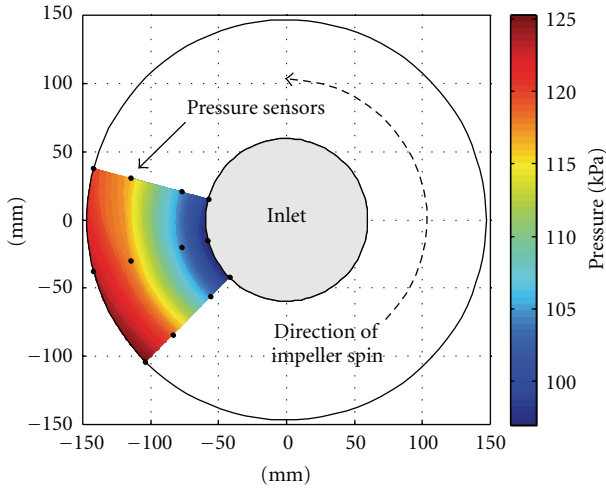 150
100
50
0
−50
−100
−150
(mm)
−150 −100 −50 0 50 100 150
(mm)
Pressure sensors
Inlet
Direction of
impeller spin
125
120
115
110
105
100
Pressure (kPa)